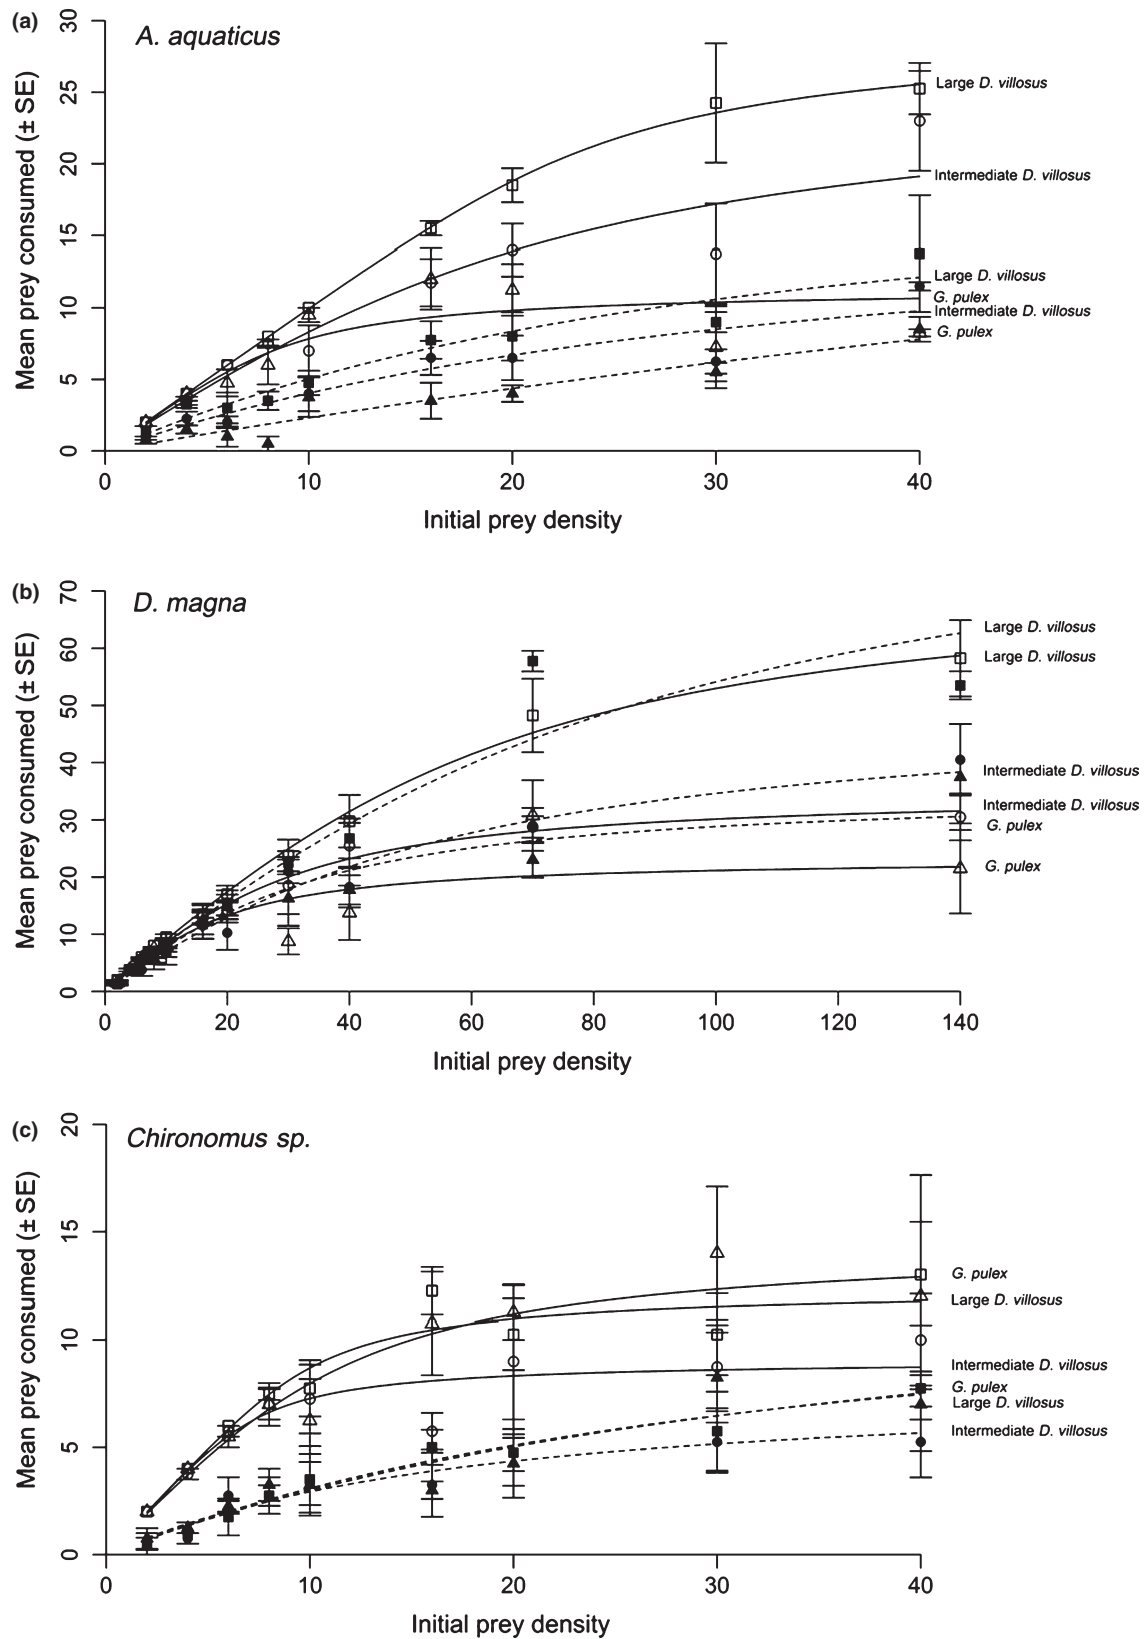 (a)
A. aquaticus
30
25
20
15
10
5
0
Mean prey consumed (± SE)
Large D. villosus
Intermediate D. villosus
Large D. villosus
G. pulex
Intermediate D. villosus
G. pulex
0 10 20 30 40
Initial prey density
(b)
D. magna
70
60
50
40
30
20
10
0
Mean prey consumed (± SE)
Large D. villosus
Large D. villosus
Intermediate D. villosus
Intermediate D. villosus
G. pulex
G. pulex
0 20 40 60 80 100 120 140
Initial prey density
(c)
Chironomus sp.
20
15
10
5
0
Mean prey consumed (± SE)
G. pulex
Large D. villosus
Intermediate D. villosus
G. pulex
Large D. villosus
Intermediate D. villosus
0 10 20 30 40
Initial prey density